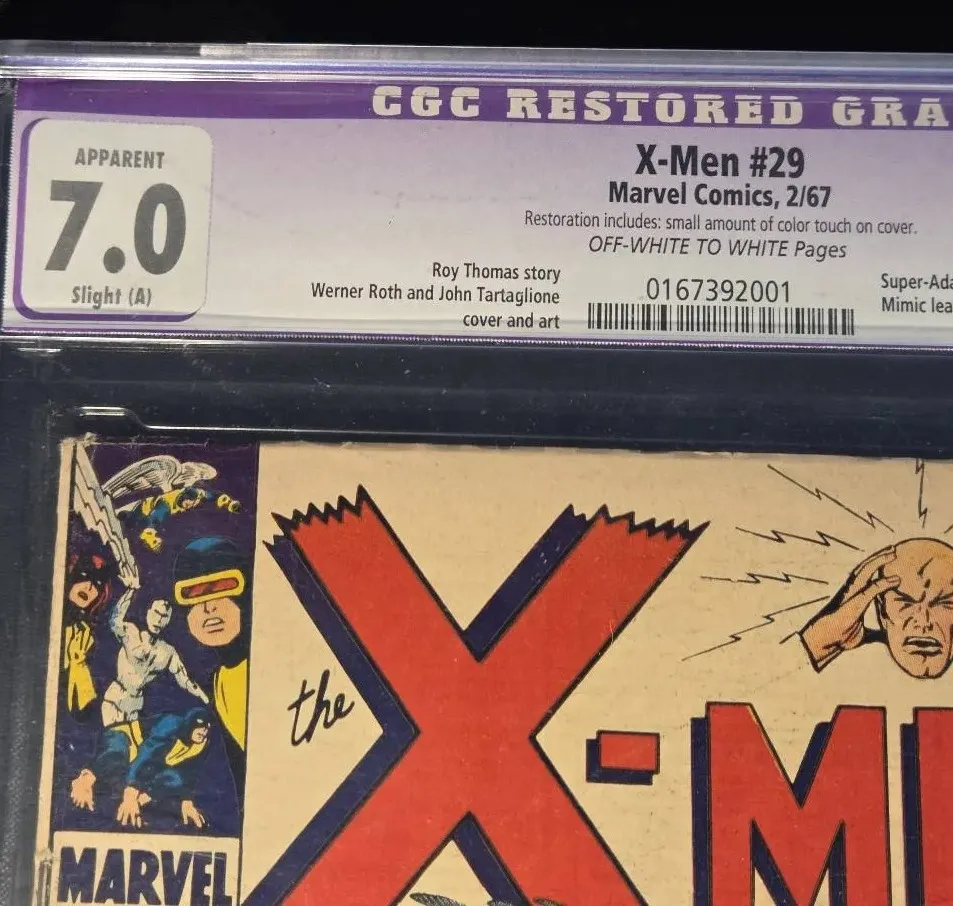 CGC RESTORED GRA
APPARENT
7.0
Slight (A)
X-Men #29
Marvel Comics, 2/67
Restoration includes: small amount of color touch on cover.
OFF-WHITE TO WHITE Pages
Roy Thomas story
Werner Roth and John Tartaglione
cover and art
0167392001
Super-Ada
Mimic lea
the
X-ME
MARVEL